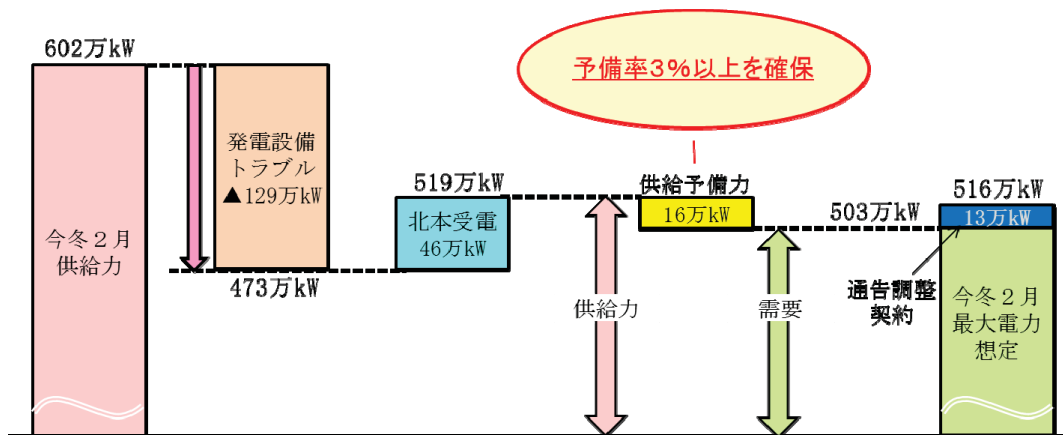 602万kW
予備率3%以上を確保
発電設備
トラブル
▲129万kW
519万kW
供給予備力
516万kW
北本受電
46万kW
16万kW
503万kW
13万kW
今冬2月
供給力
473万kW
供給力
需要
通告調整
契約
今冬2月
最大電力
想定